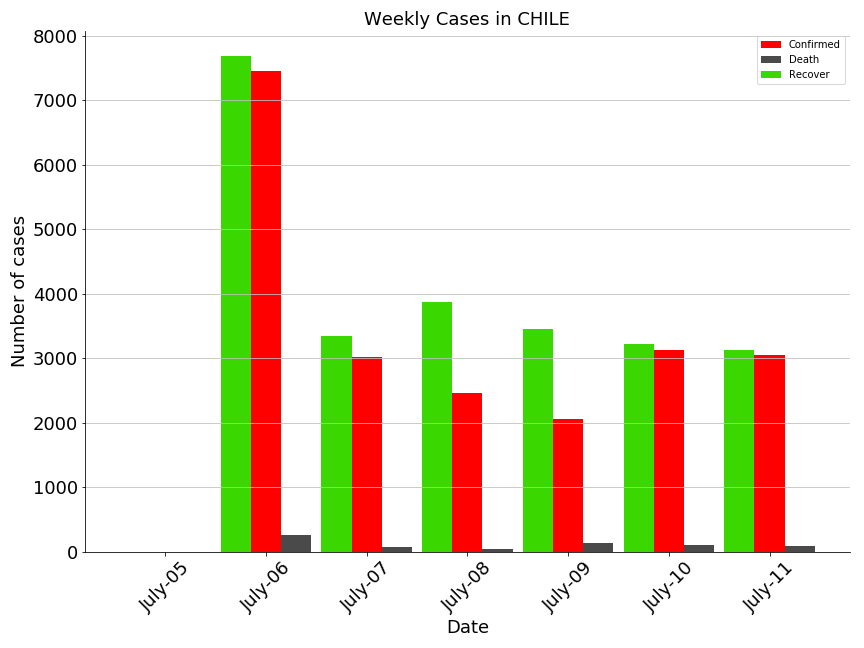 Weekly Cases in CHILE
Confirmed
Death
Recover
Number of cases
8000
7000
6000
5000
4000
3000
2000
1000
0
July-05
July-06
July-07
July-08
July-09
July-10
July-11
Date